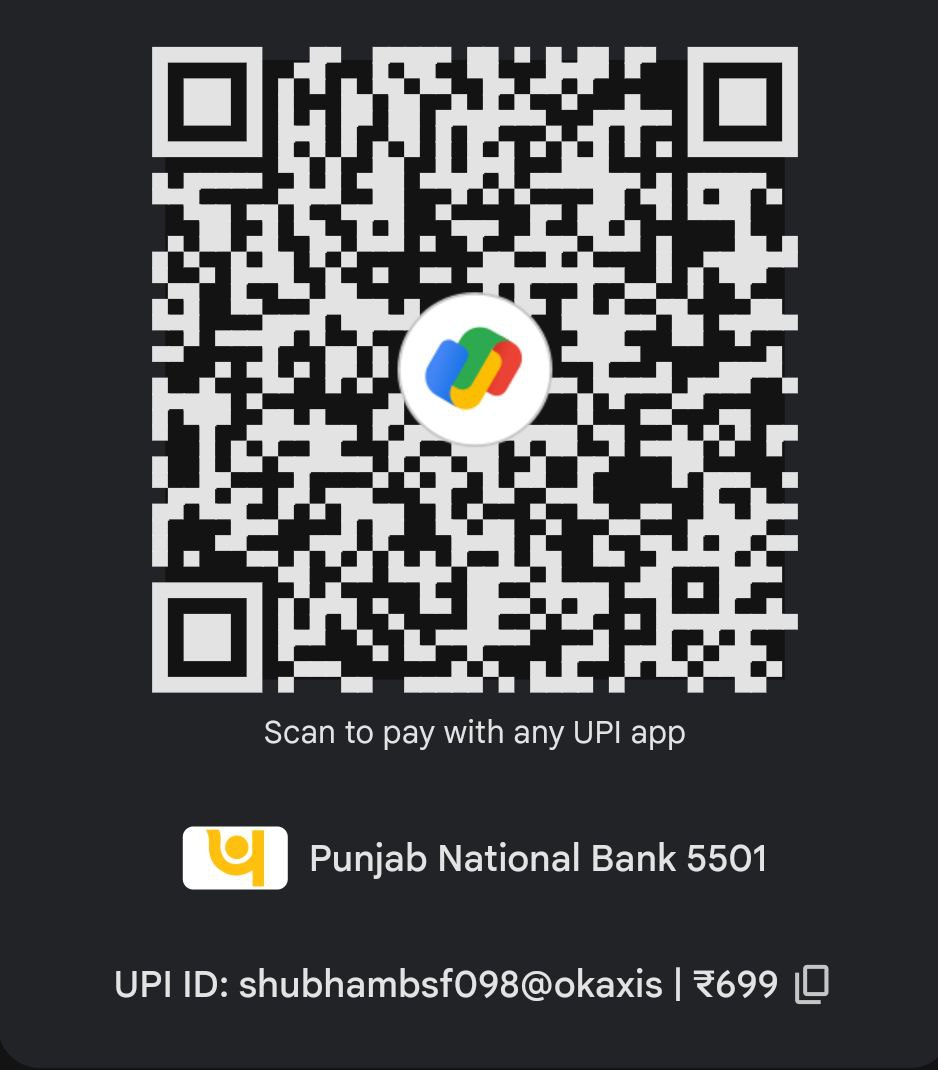 Scan to pay with any UPI app
Punjab National Bank 5501
UPI ID: shubhambsf098@okaxis | ₹699